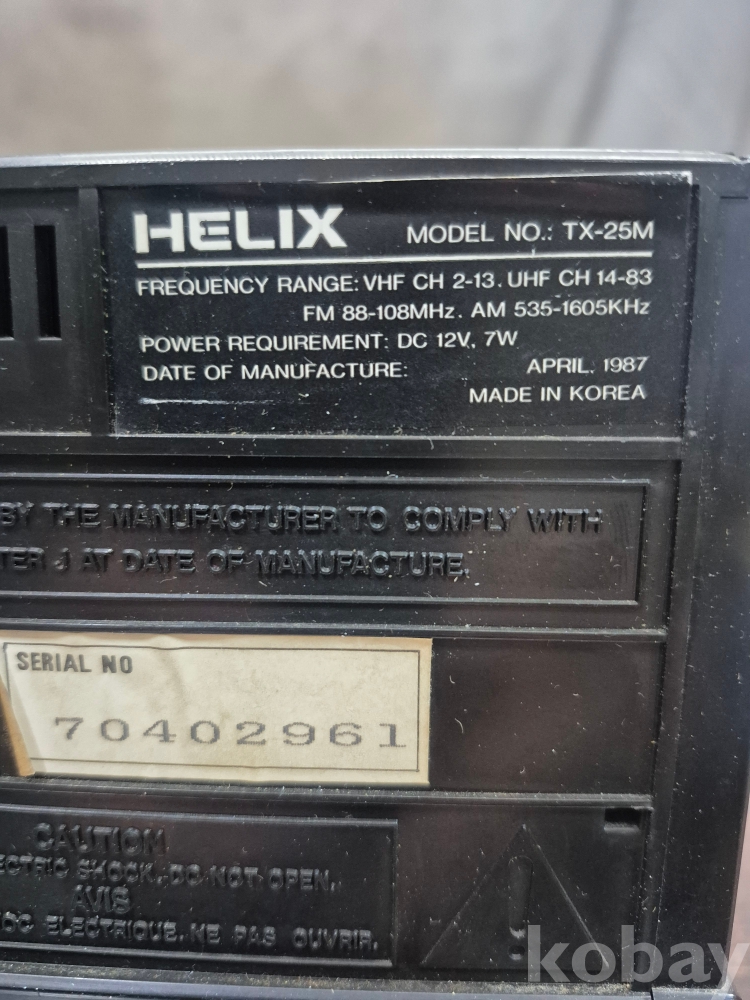 HELIX MODEL NO.: TX-25M
FREQUENCY RANGE: VHF CH 2-13. UHF CH 14-83
FM 88-108MHz. AM 535-1605KHz
POWER REQUIREMENT: DC 12V, 7W
DATE OF MANUFACTURE: APRIL. 1987
MADE IN KOREA
BY THE MANUFACTURER TO COMPLY WITH
TER J AT DATE OF MANUFACTURE.
SERIAL NO
70402961
CAUTION
ECTRIC SHOCK, DO NOT OPEN.
AVIS
OC ELECTRIQUE. NE PAS OUVRIR.
kobay